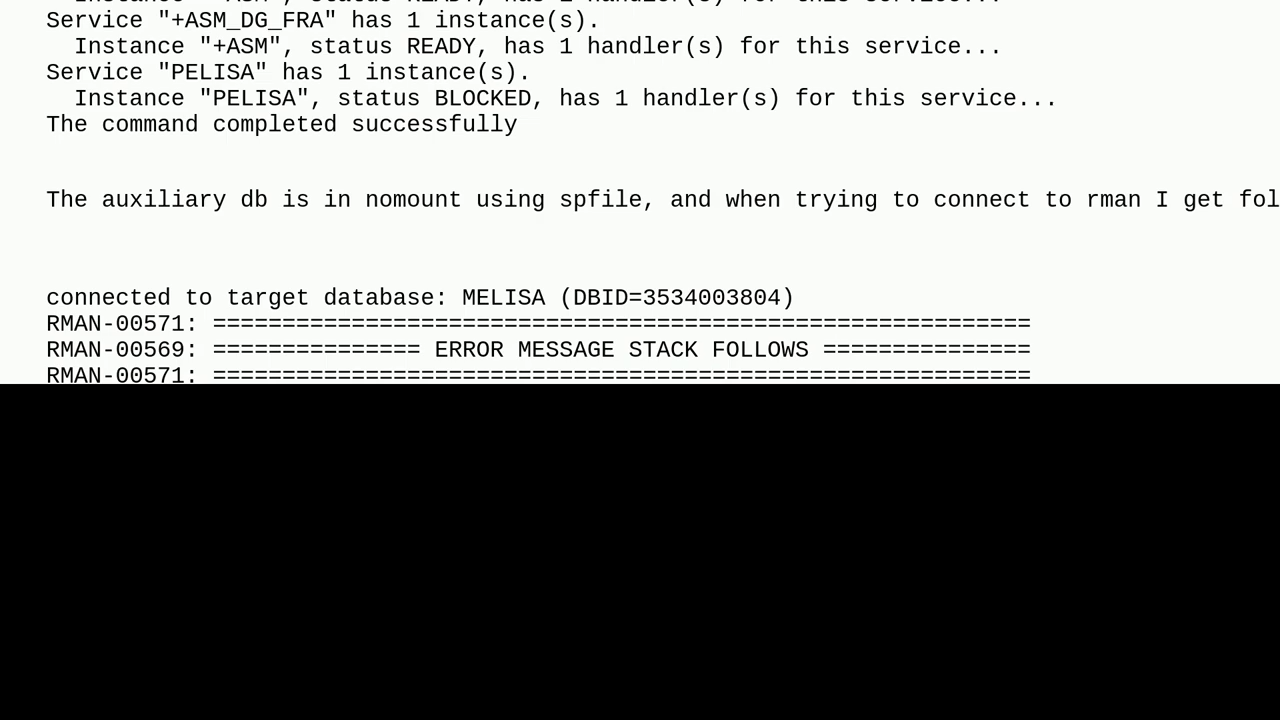 Service "+ASM_DG_FRA" has 1 instance(s).
  Instance "+ASM", status READY, has 1 handler(s) for this service...
Service "PELISA" has 1 instance(s).
  Instance "PELISA", status BLOCKED, has 1 handler(s) for this service...
The command completed successfully
The auxiliary db is in nomount using spfile, and when trying to connect to rman I get
connected to target database: MELISA (DBID=3534003804)
RMAN-00571: ===========================================================
RMAN-00569: =============== ERROR MESSAGE STACK FOLLOWS ===============
RMAN-00571: ===========================================================